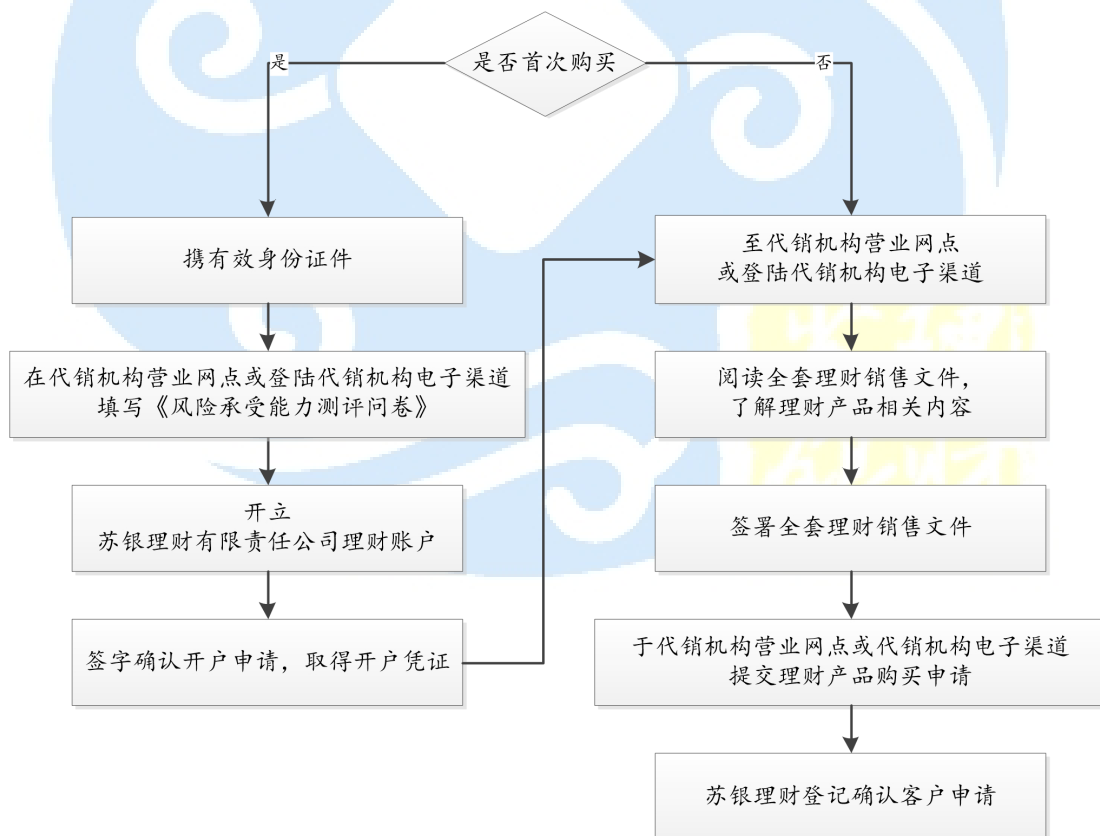 是否首次购买
是
否
携有效身份证件
在代销机构营业网点或登陆代销机构电子渠道
填写《风险承受能力测评问卷》
开立
苏银理财有限责任公司理财账户
签字确认开户申请，取得开户凭证
至代销机构营业网点
或登陆代销机构电子渠道
阅读全套理财销售文件，
了解理财产品相关内容
签署全套理财销售文件
于代销机构营业网点或代销机构电子渠道
提交理财产品购买申请
苏银理财登记确认客户申请